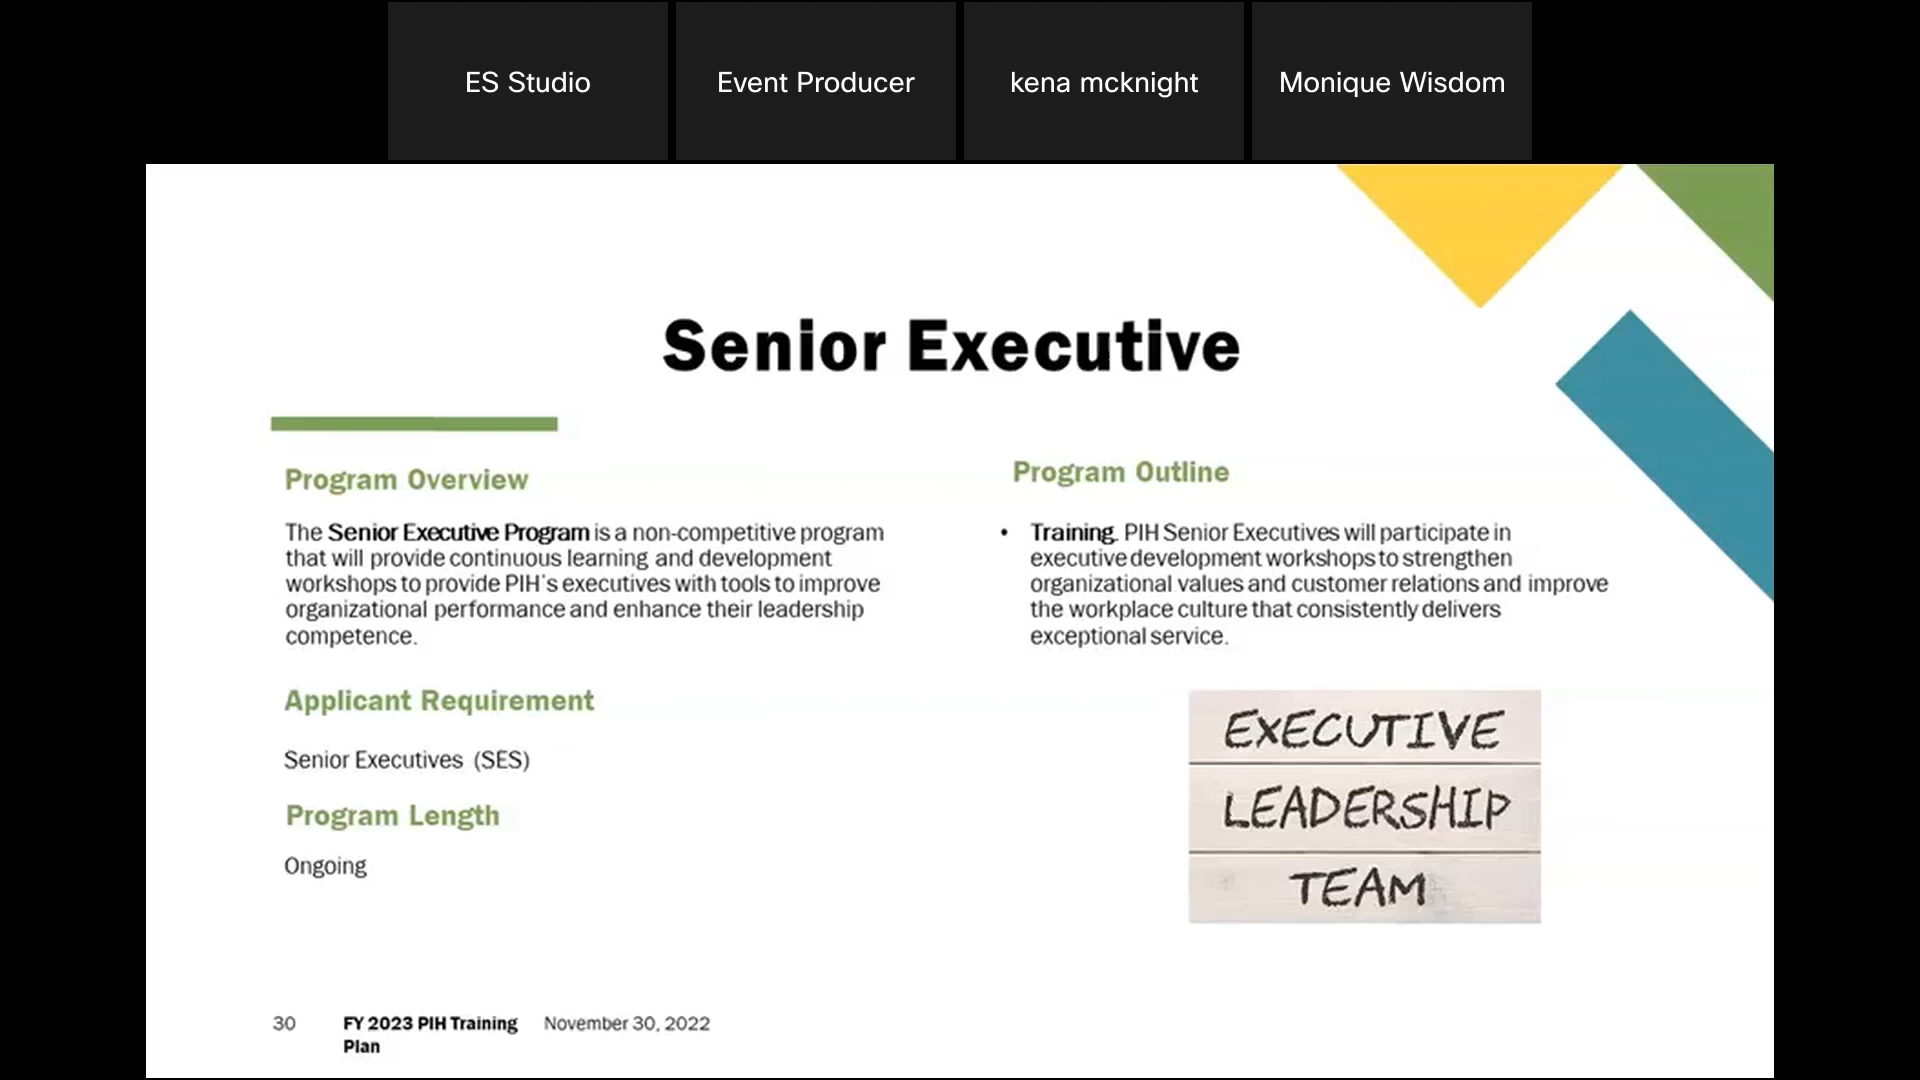 ES Studio
Event Producer
kena mcknight
Monique Wisdom
Senior Executive
Program Overview
The Senior Executive Program is a non-competitive program
that will provide continuous learning and development
workshops to provide PIH's executives with tools to improve
organizational performance and enhance their leadership
competence.
Applicant Requirement
Senior Executives (SES)
Program Length
Ongoing
Program Outline
• Training. PIH Senior Executives will participate in
executive development workshops to strengthen
organizational values and customer relations and improve
the workplace culture that consistently delivers
exceptional service.
EXECUTIVE
LEADERSHIP
TEAM
30
FY 2023 PIH Training
Plan
November 30, 2022